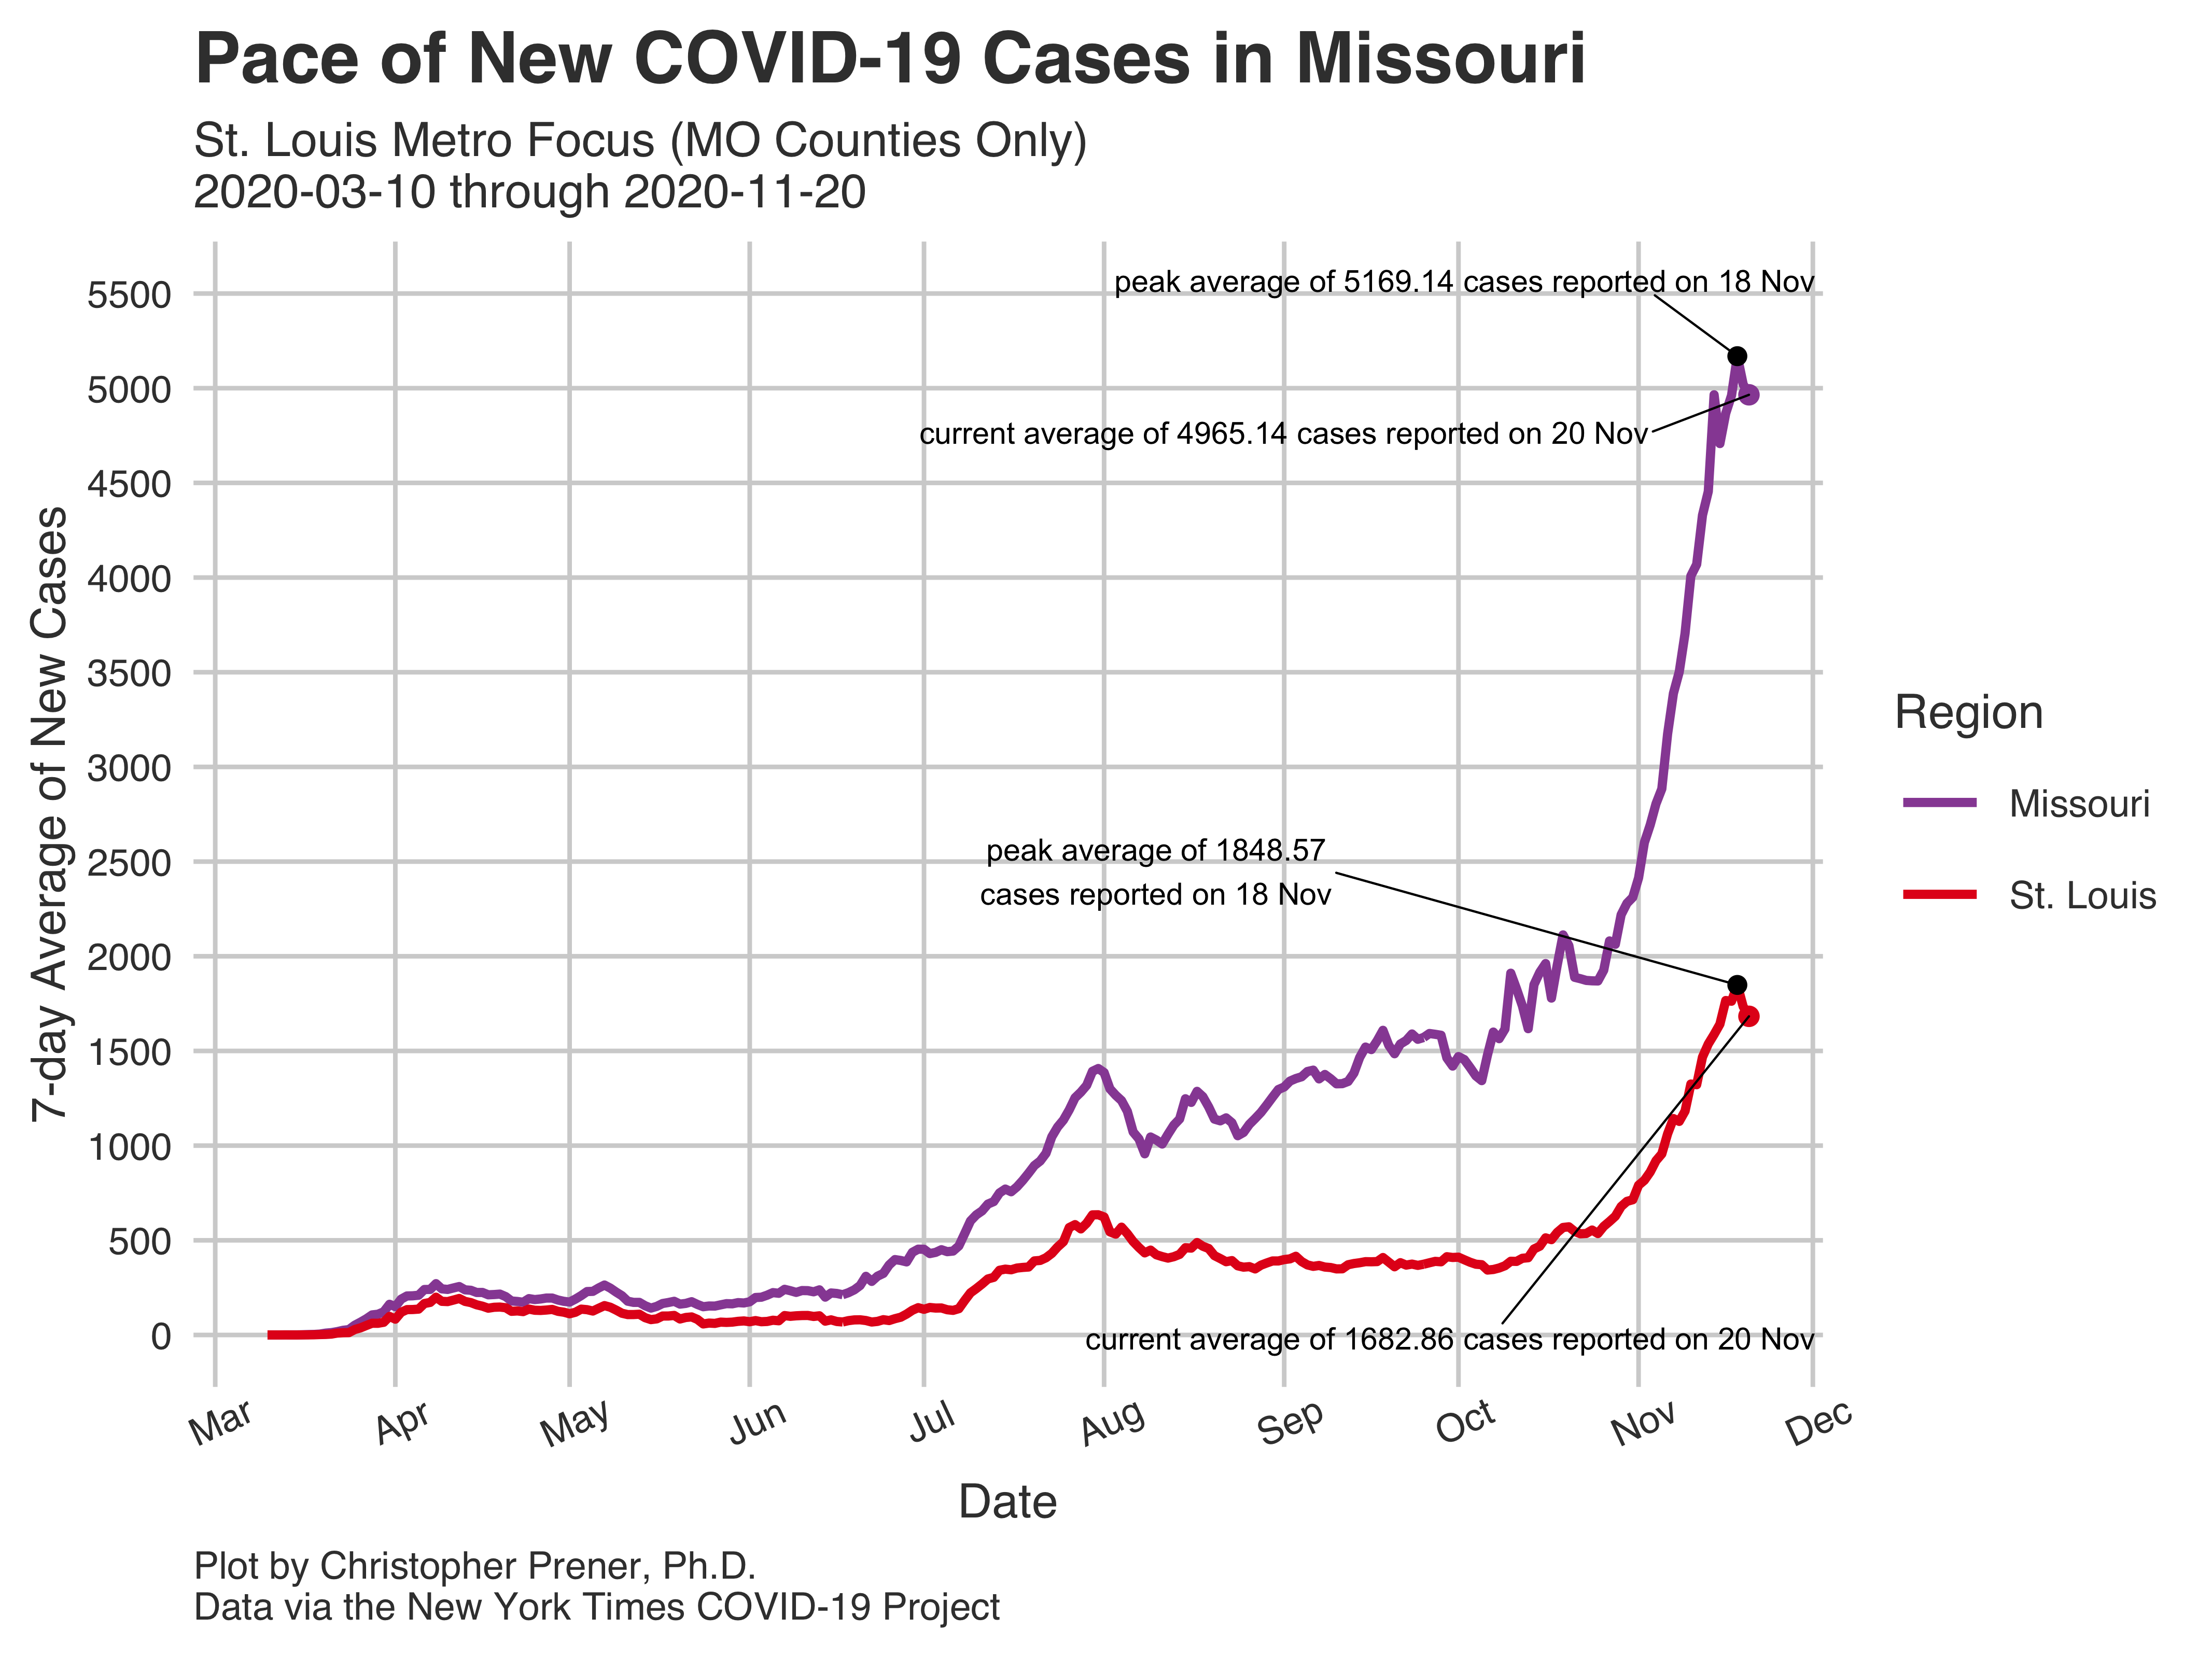 Pace of New COVID-19 Cases in Missouri
St. Louis Metro Focus (MO Counties Only)
2020-03-10 through 2020-11-20
7-day Average of New Cases
5500
5000
4500
4000
3500
3000
2500
2000
1500
1000
500
0
peak average of 5169.14 cases reported on 18 Nov
current average of 4965.14 cases reported on 20 Nov
peak average of 1848.57
cases reported on 18 Nov
current average of 1682.86 cases reported on 20 Nov
Region
Missouri
St. Louis
Mar
Apr
May
Jun
Jul
Aug
Sep
Oct
Nov
Dec
Date
Plot by Christopher Prener, Ph.D.
Data via the New York Times COVID-19 Project